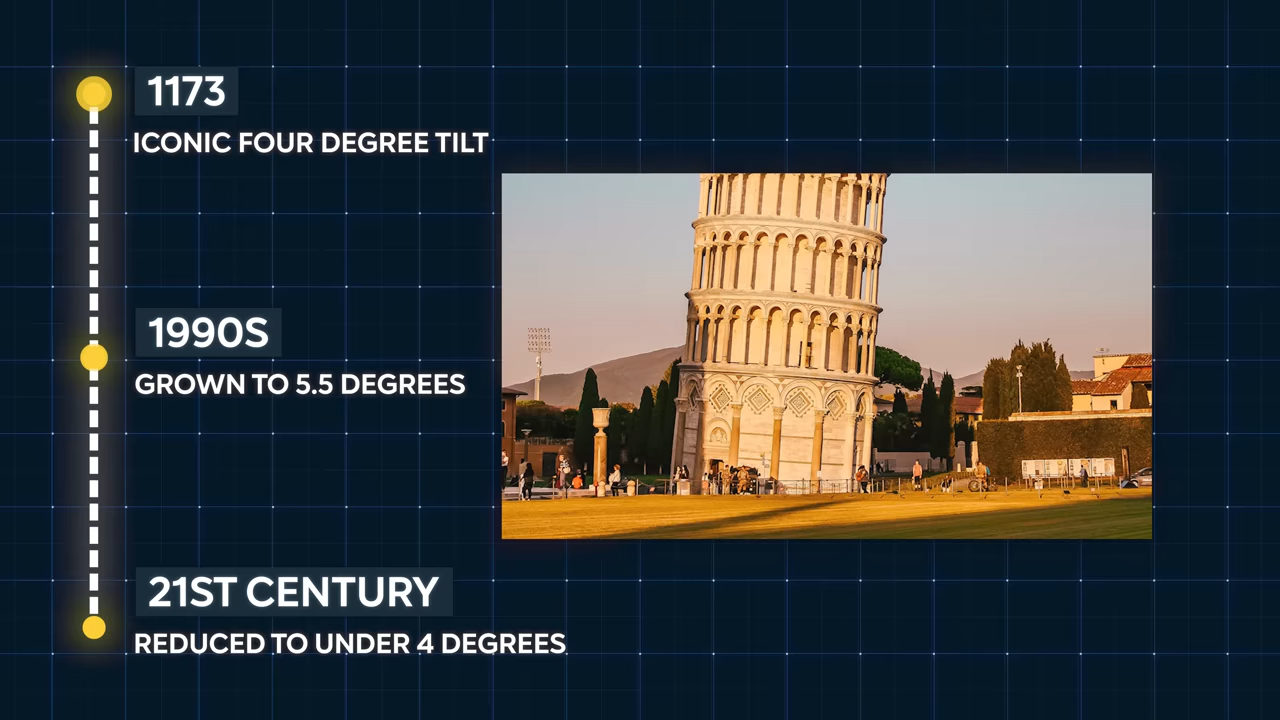 1173
ICONIC FOUR DEGREE TILT
1990S
GROWN TO 5.5 DEGREES
21ST CENTURY
REDUCED TO UNDER 4 DEGREES